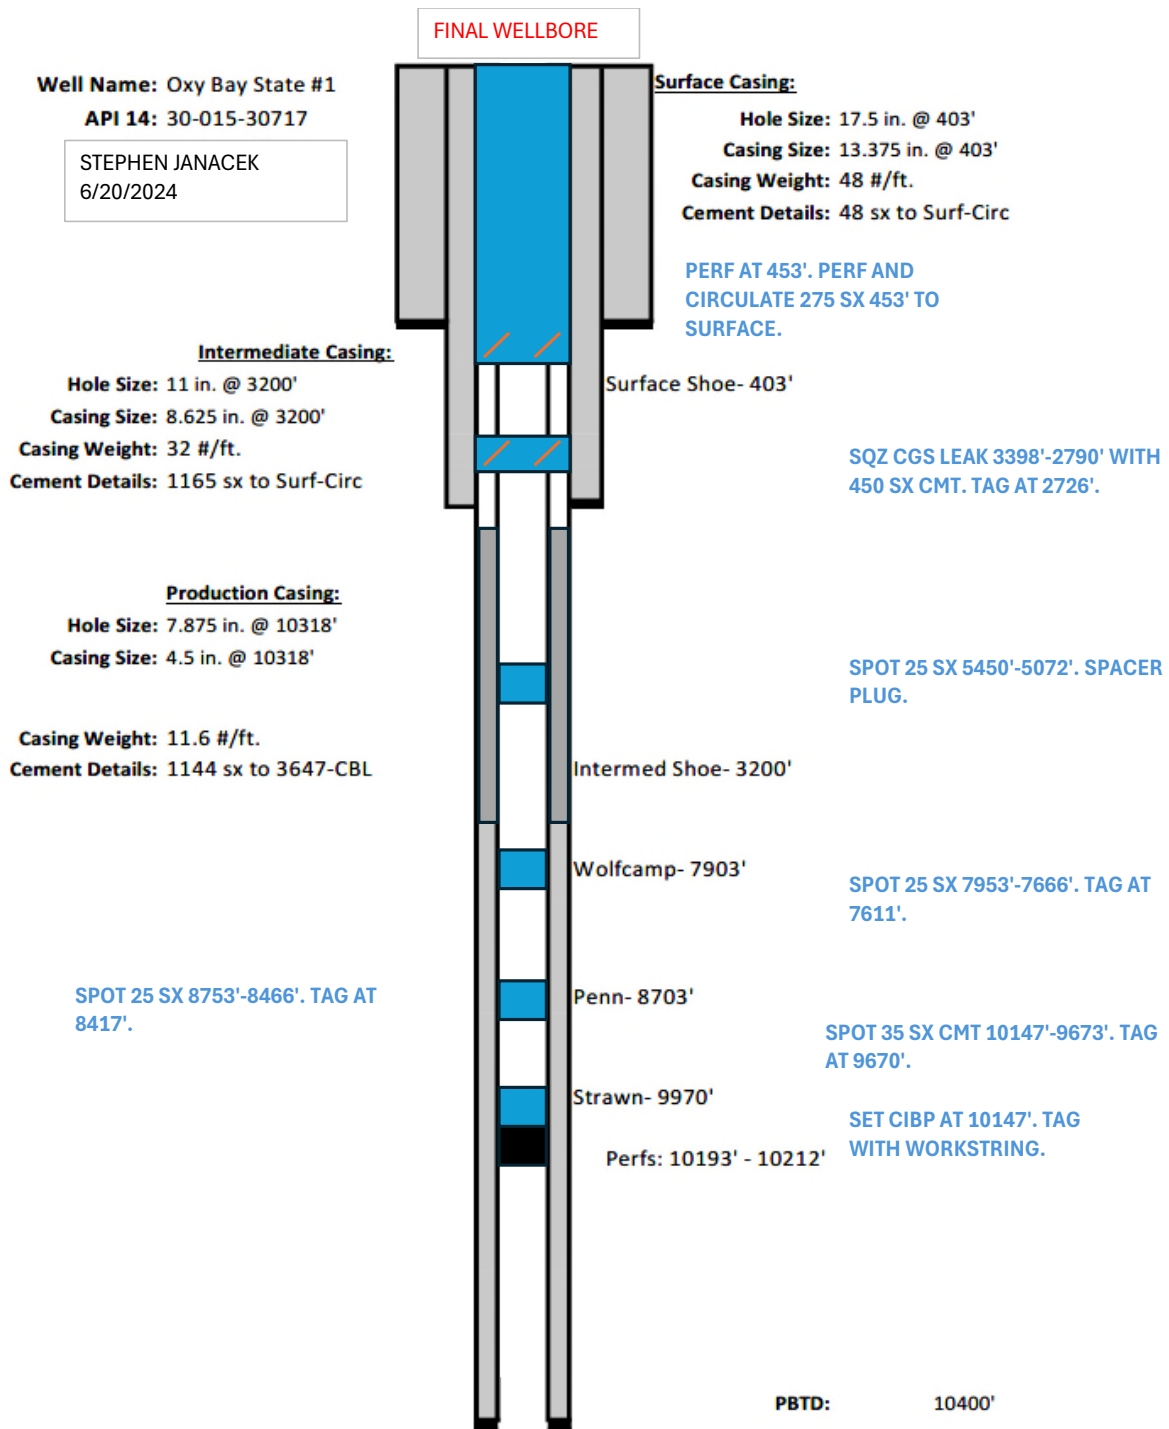 FINAL WELLBORE
Well Name: Oxy Bay State #1
API 14: 30-015-30717
STEPHEN JANACEK
6/20/2024
Surface Casing:
Hole Size: 17.5 in. @ 403'
Casing Size: 13.375 in. @ 403'
Casing Weight: 48 #/ft.
Cement Details: 48 sx to Surf-Circ
PERF AT 453'. PERF AND
CIRCULATE 275 SX 453' TO
SURFACE.
Intermediate Casing:
Hole Size: 11 in. @ 3200'
Casing Size: 8.625 in. @ 3200'
Casing Weight: 32 #/ft.
Cement Details: 1165 sx to Surf-Circ
Surface Shoe- 403'
SQZ CGS LEAK 3398'-2790' WITH
450 SX CMT. TAG AT 2726'.
Production Casing:
Hole Size: 7.875 in. @ 10318'
Casing Size: 4.5 in. @ 10318'
Casing Weight: 11.6 #/ft.
Cement Details: 1144 sx to 3647-CBL
SPOT 25 SX 5450'-5072'. SPACER
PLUG.
Intermed Shoe- 3200'
Wolfcamp- 7903'
SPOT 25 SX 7953'-7666'. TAG AT
7611'.
SPOT 25 SX 8753'-8466'. TAG AT
8417'.
Penn- 8703'
SPOT 35 SX CMT 10147'-9673'. TAG
AT 9670'.
Strawn- 9970'
SET CIBP AT 10147'. TAG
WITH WORKSTRING.
Perfs: 10193' - 10212'
PBTD: 10400'